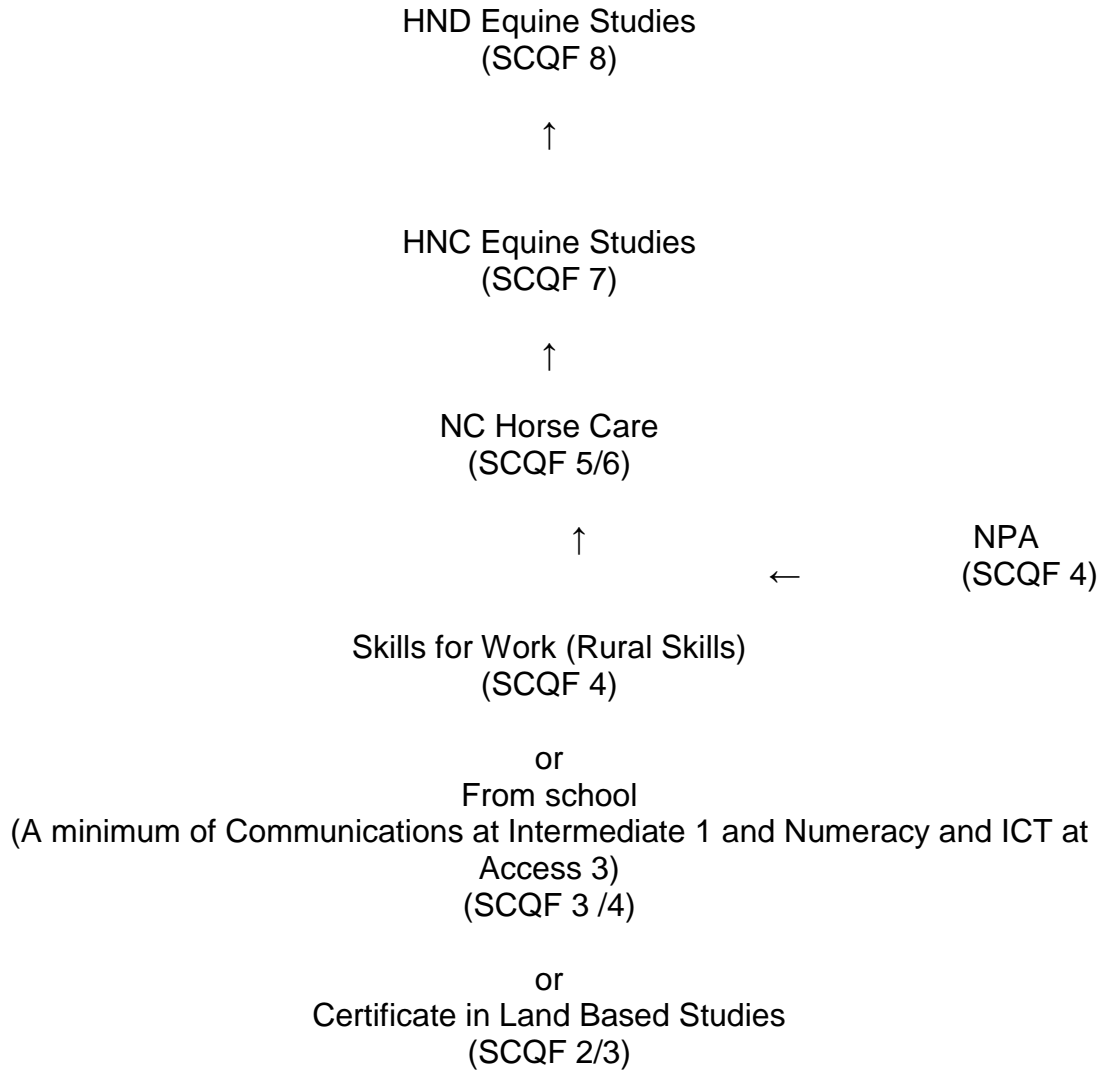 HND Equine Studies
(SCQF 8)
↑
HNC Equine Studies
(SCQF 7)
↑
NC Horse Care
(SCQF 5/6)
↑
NPA
← (SCQF 4)
Skills for Work (Rural Skills)
(SCQF 4)
or
From school
(A minimum of Communications at Intermediate 1 and Numeracy and ICT at
Access 3)
(SCQF 3 /4)
or
Certificate in Land Based Studies
(SCQF 2/3)